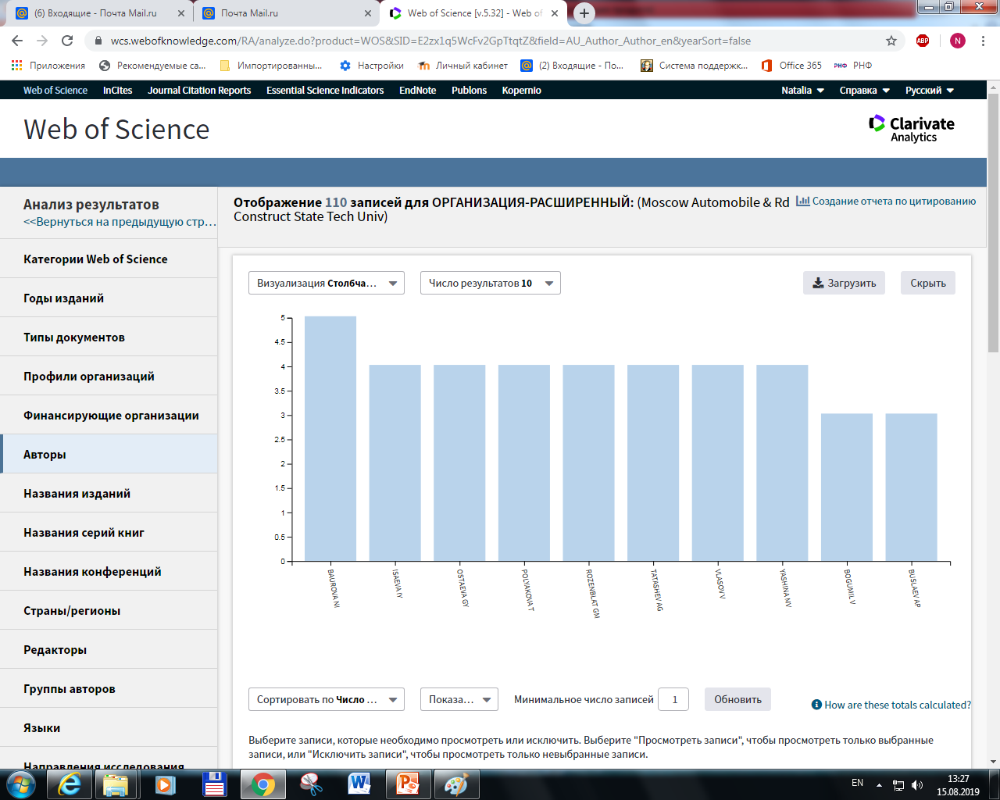 (6) Входящие - Почта Mail.ru
Почта Mail.ru
Web of Science [v.5.32] - Web of
wcs.webofknowledge.com/RA/analyze.do?product=WOS&SID=E2zx1q5WcFv2GpTtqtZ&field=AU_Author_Author_en&yearSort=false
ABP
N
Приложения
Рекомендуемые са...
Импортированны...
Настройки
Личный кабинет
(2) Входящие - По...
Система поддержк...
Office 365
РНФ РНФ
Web of Science InCites Journal Citation Reports Essential Science Indicators EndNote Publons Kopernio
Natalia Справка Русский
Web of Science
Clarivate
Analytics
Анализ результатов
<<Вернуться на предыдущую стр...
Категории Web of Science
Годы изданий
Типы документов
Профили организаций
Финансирующие организации
Авторы
Названия изданий
Названия серий книг
Названия конференций
Страны/регионы
Редакторы
Группы авторов
Языки
Направления исследования
Отображение 110 записей для ОРГАНИЗАЦИЯ-РАСШИРЕННЫЙ: (Moscow Automobile & Rd
Construct State Tech Univ)
Создание отчета по цитированию
Визуализация Столбча...
Число результатов 10
Загрузить
Скрыть
5
4.5
4
3.5
3
2.5
2
1.5
1
0.5
0
BAUROVA NI
ISAEVA IY
OSTAEVA GY
POLYAKOVA T
ROZENBLAT GM
TATASHEV AG
VLASOV V
YASHINA MV
BOGUMIL V
BUSLAEV AP
Сортировать по Число ...
Показа...
Минимальное число записей 1
Обновить
How are these totals calculated?
Выберите записи, которые необходимо просмотреть или исключить. Выберите "Просмотреть записи", чтобы просмотреть только выбранные
записи, или "Исключить записи", чтобы просмотреть только невыбранные записи.
EN
13:27
15.08.2019